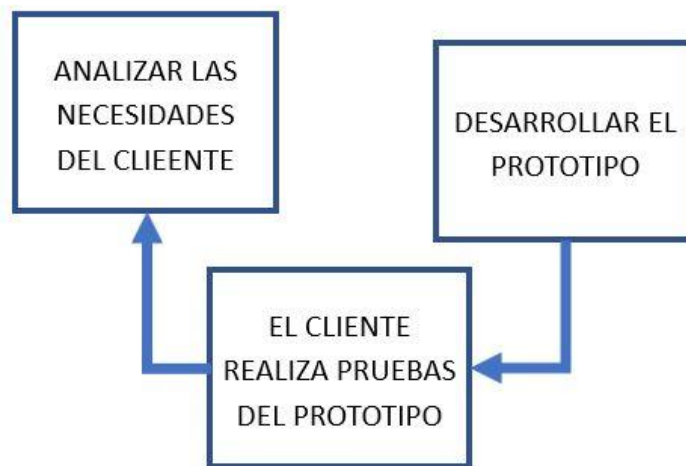 ANALIZAR LAS
NECESIDADES
DEL CLIEENTE
DESARROLLAR EL
PROTOTIPO
EL CLIENTE
REALIZA PRUEBAS
DEL PROTOTIPO